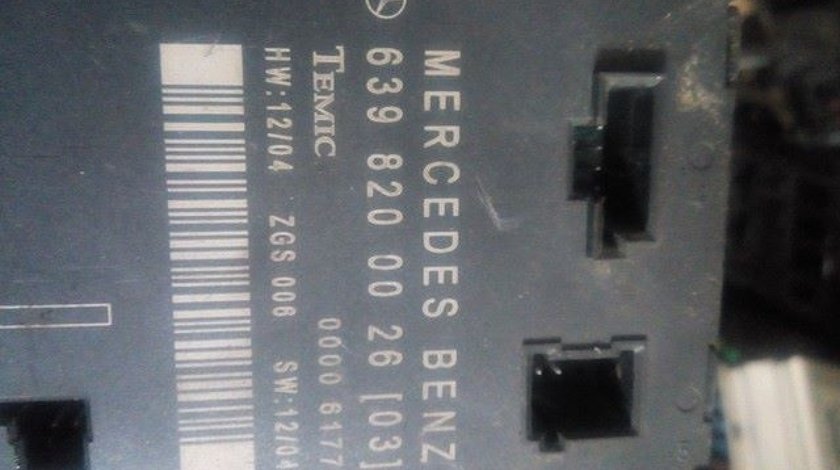 MERCEDES BENZ
639 820 00 26 [03]
TEMIC 0000 6177
HW:12/04 ZGS 006 SW:12/04